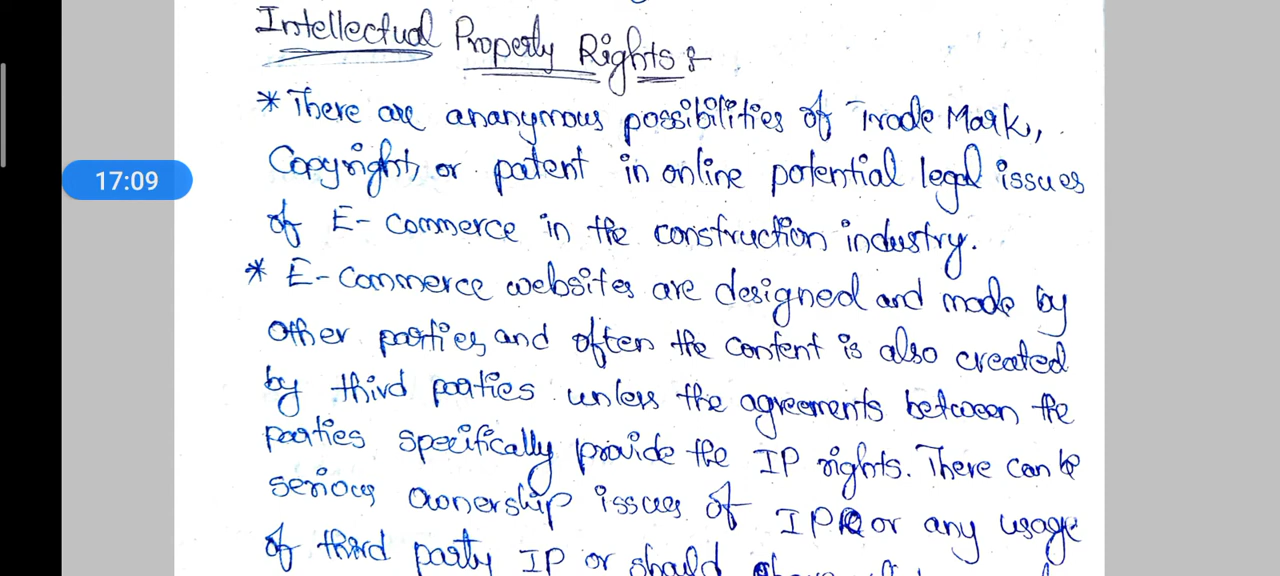 Intellectual Property Rights :-
* There are ananymous possibilities of Trade Mark,
Copyright, or patent in online potential legal issues
of E-Commerce in the construction industry.
17:09
* E-Commerce websites are designed and made by
other parties, and often the content is also created
by third parties unless the agreements between the
parties specifically provide the IP rights. There can be
serious ownership issues of IPR or any usage
of third party IP or should